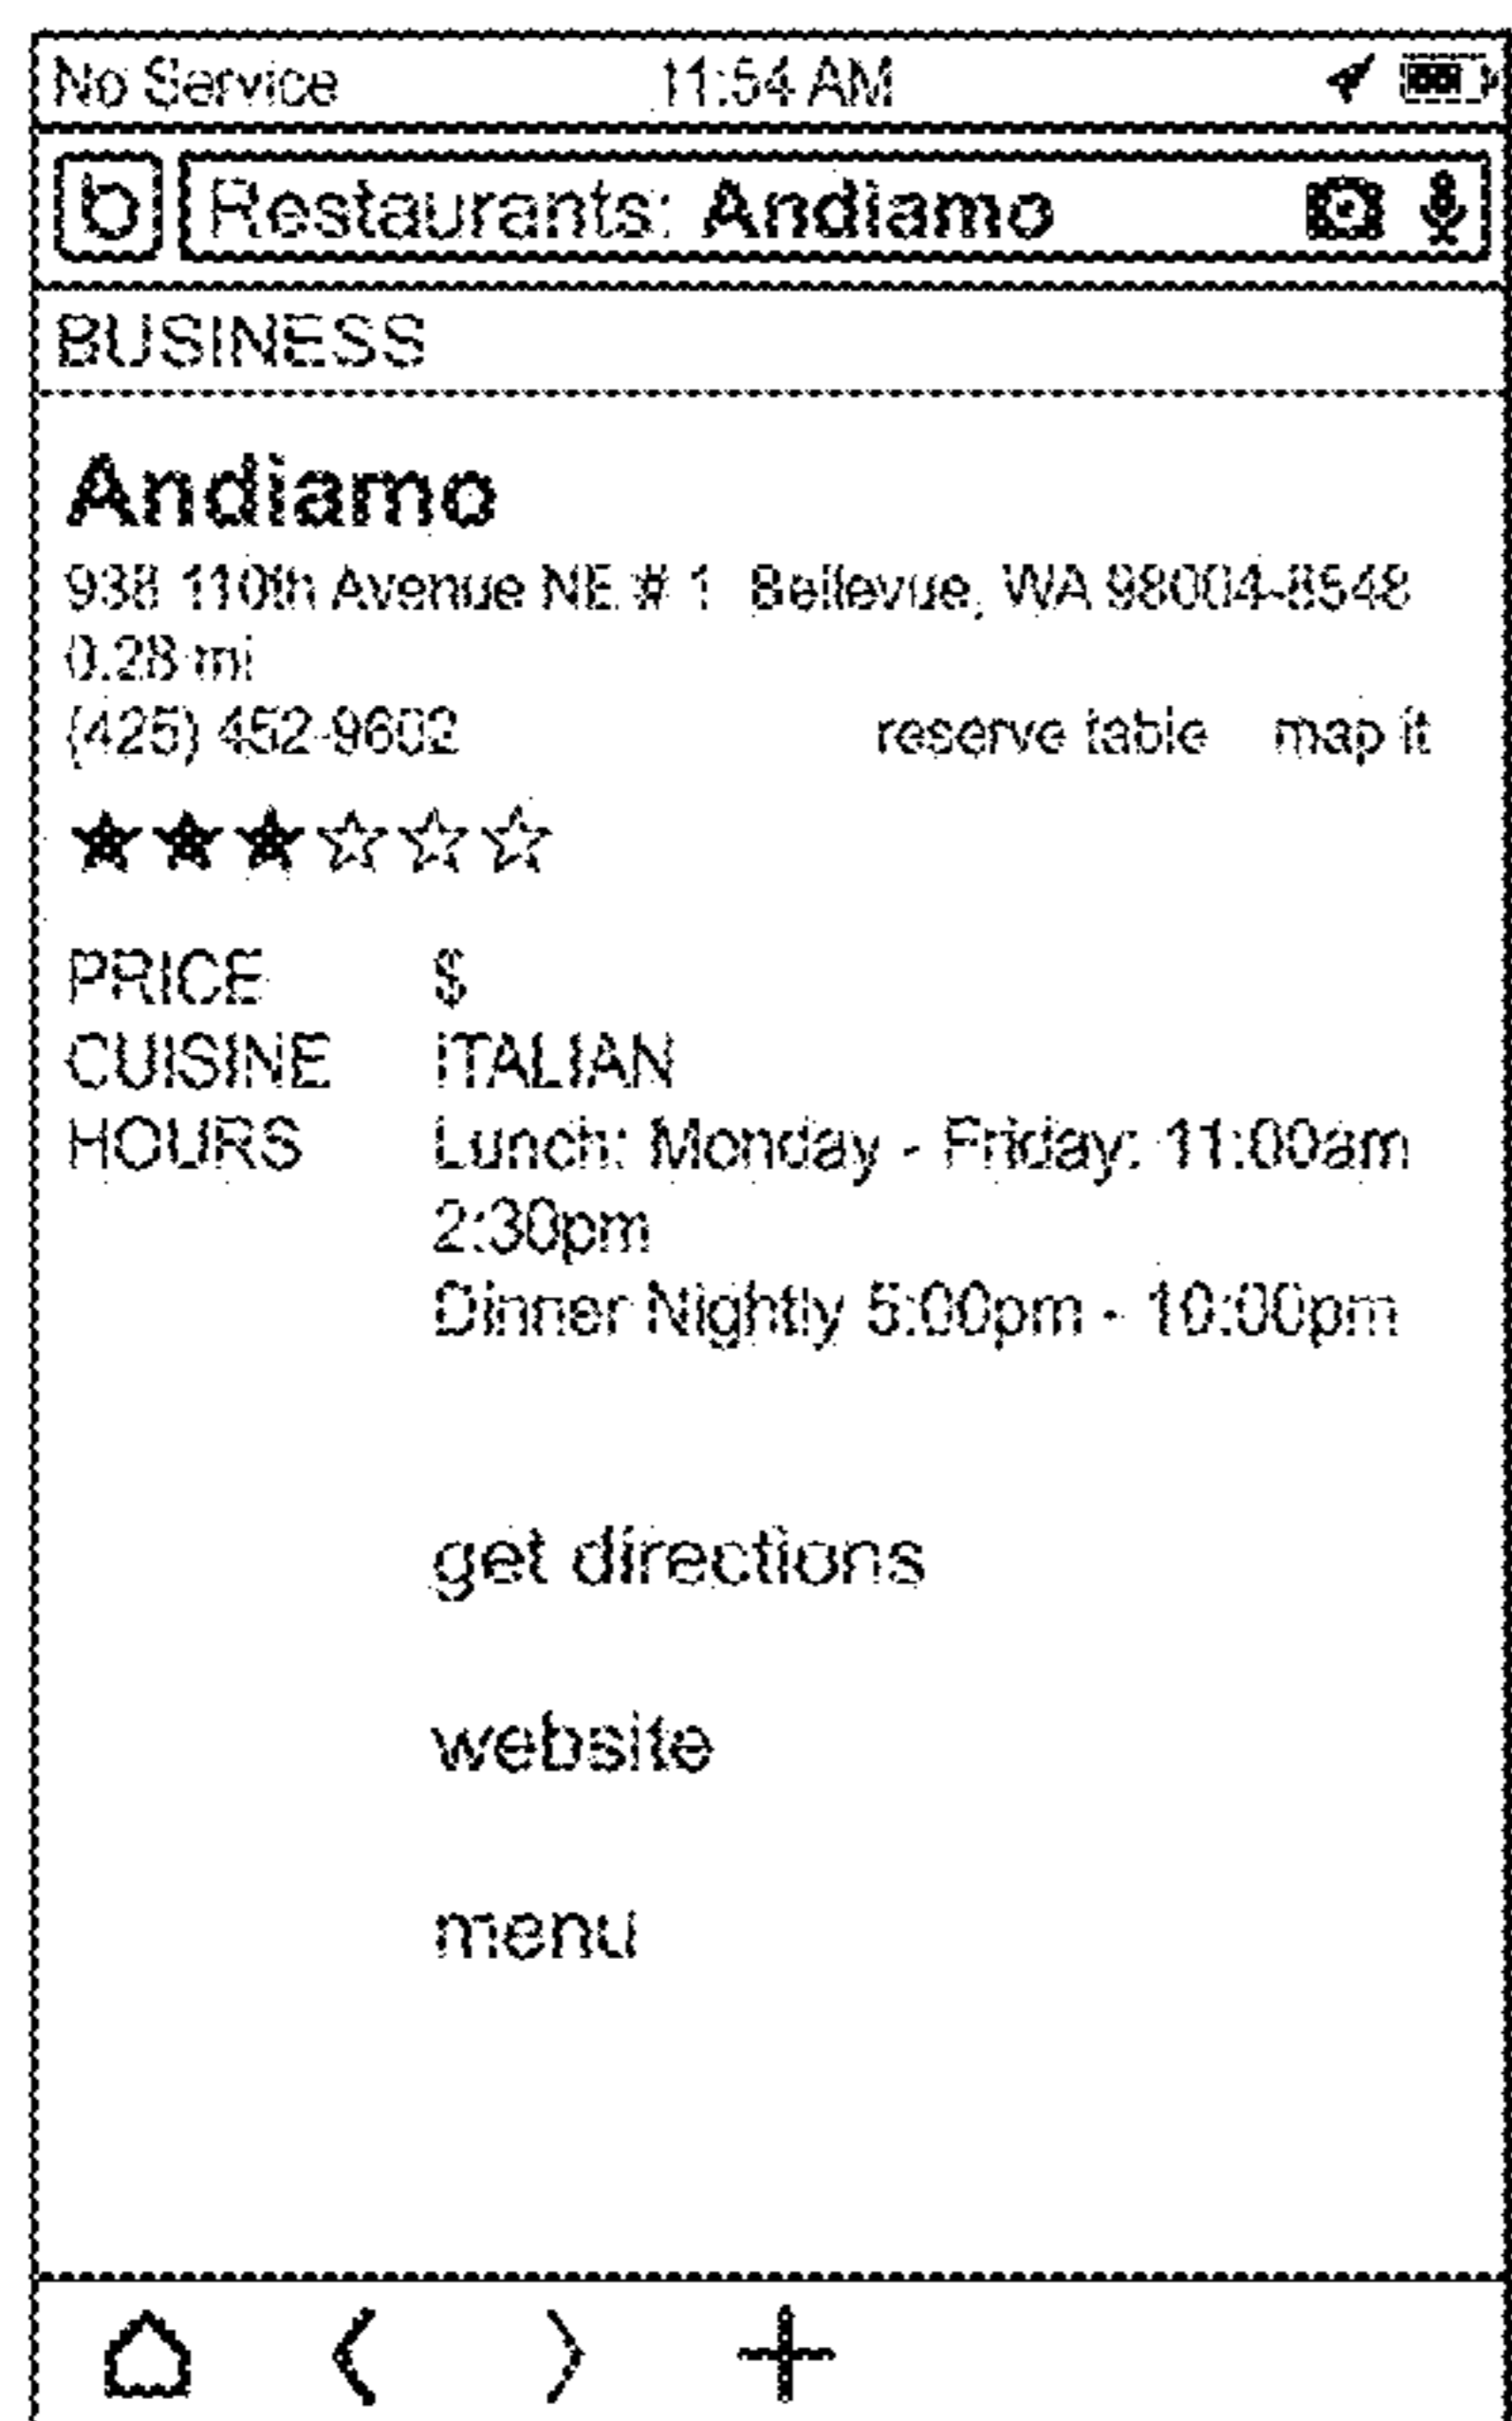 No Service 11:54 AM
b Restaurants: Andiamo
BUSINESS
Andiamo
938 110th Avenue NE # 1 Bellevue, WA 98004-8548
0.28 mi
(425) 452-9602 reserve table map it
PRICE $
CUISINE ITALIAN
HOURS Lunch: Monday - Friday: 11:00am
2:30pm
Dinner Nightly 5:00pm - 10:00pm
get directions
website
menu